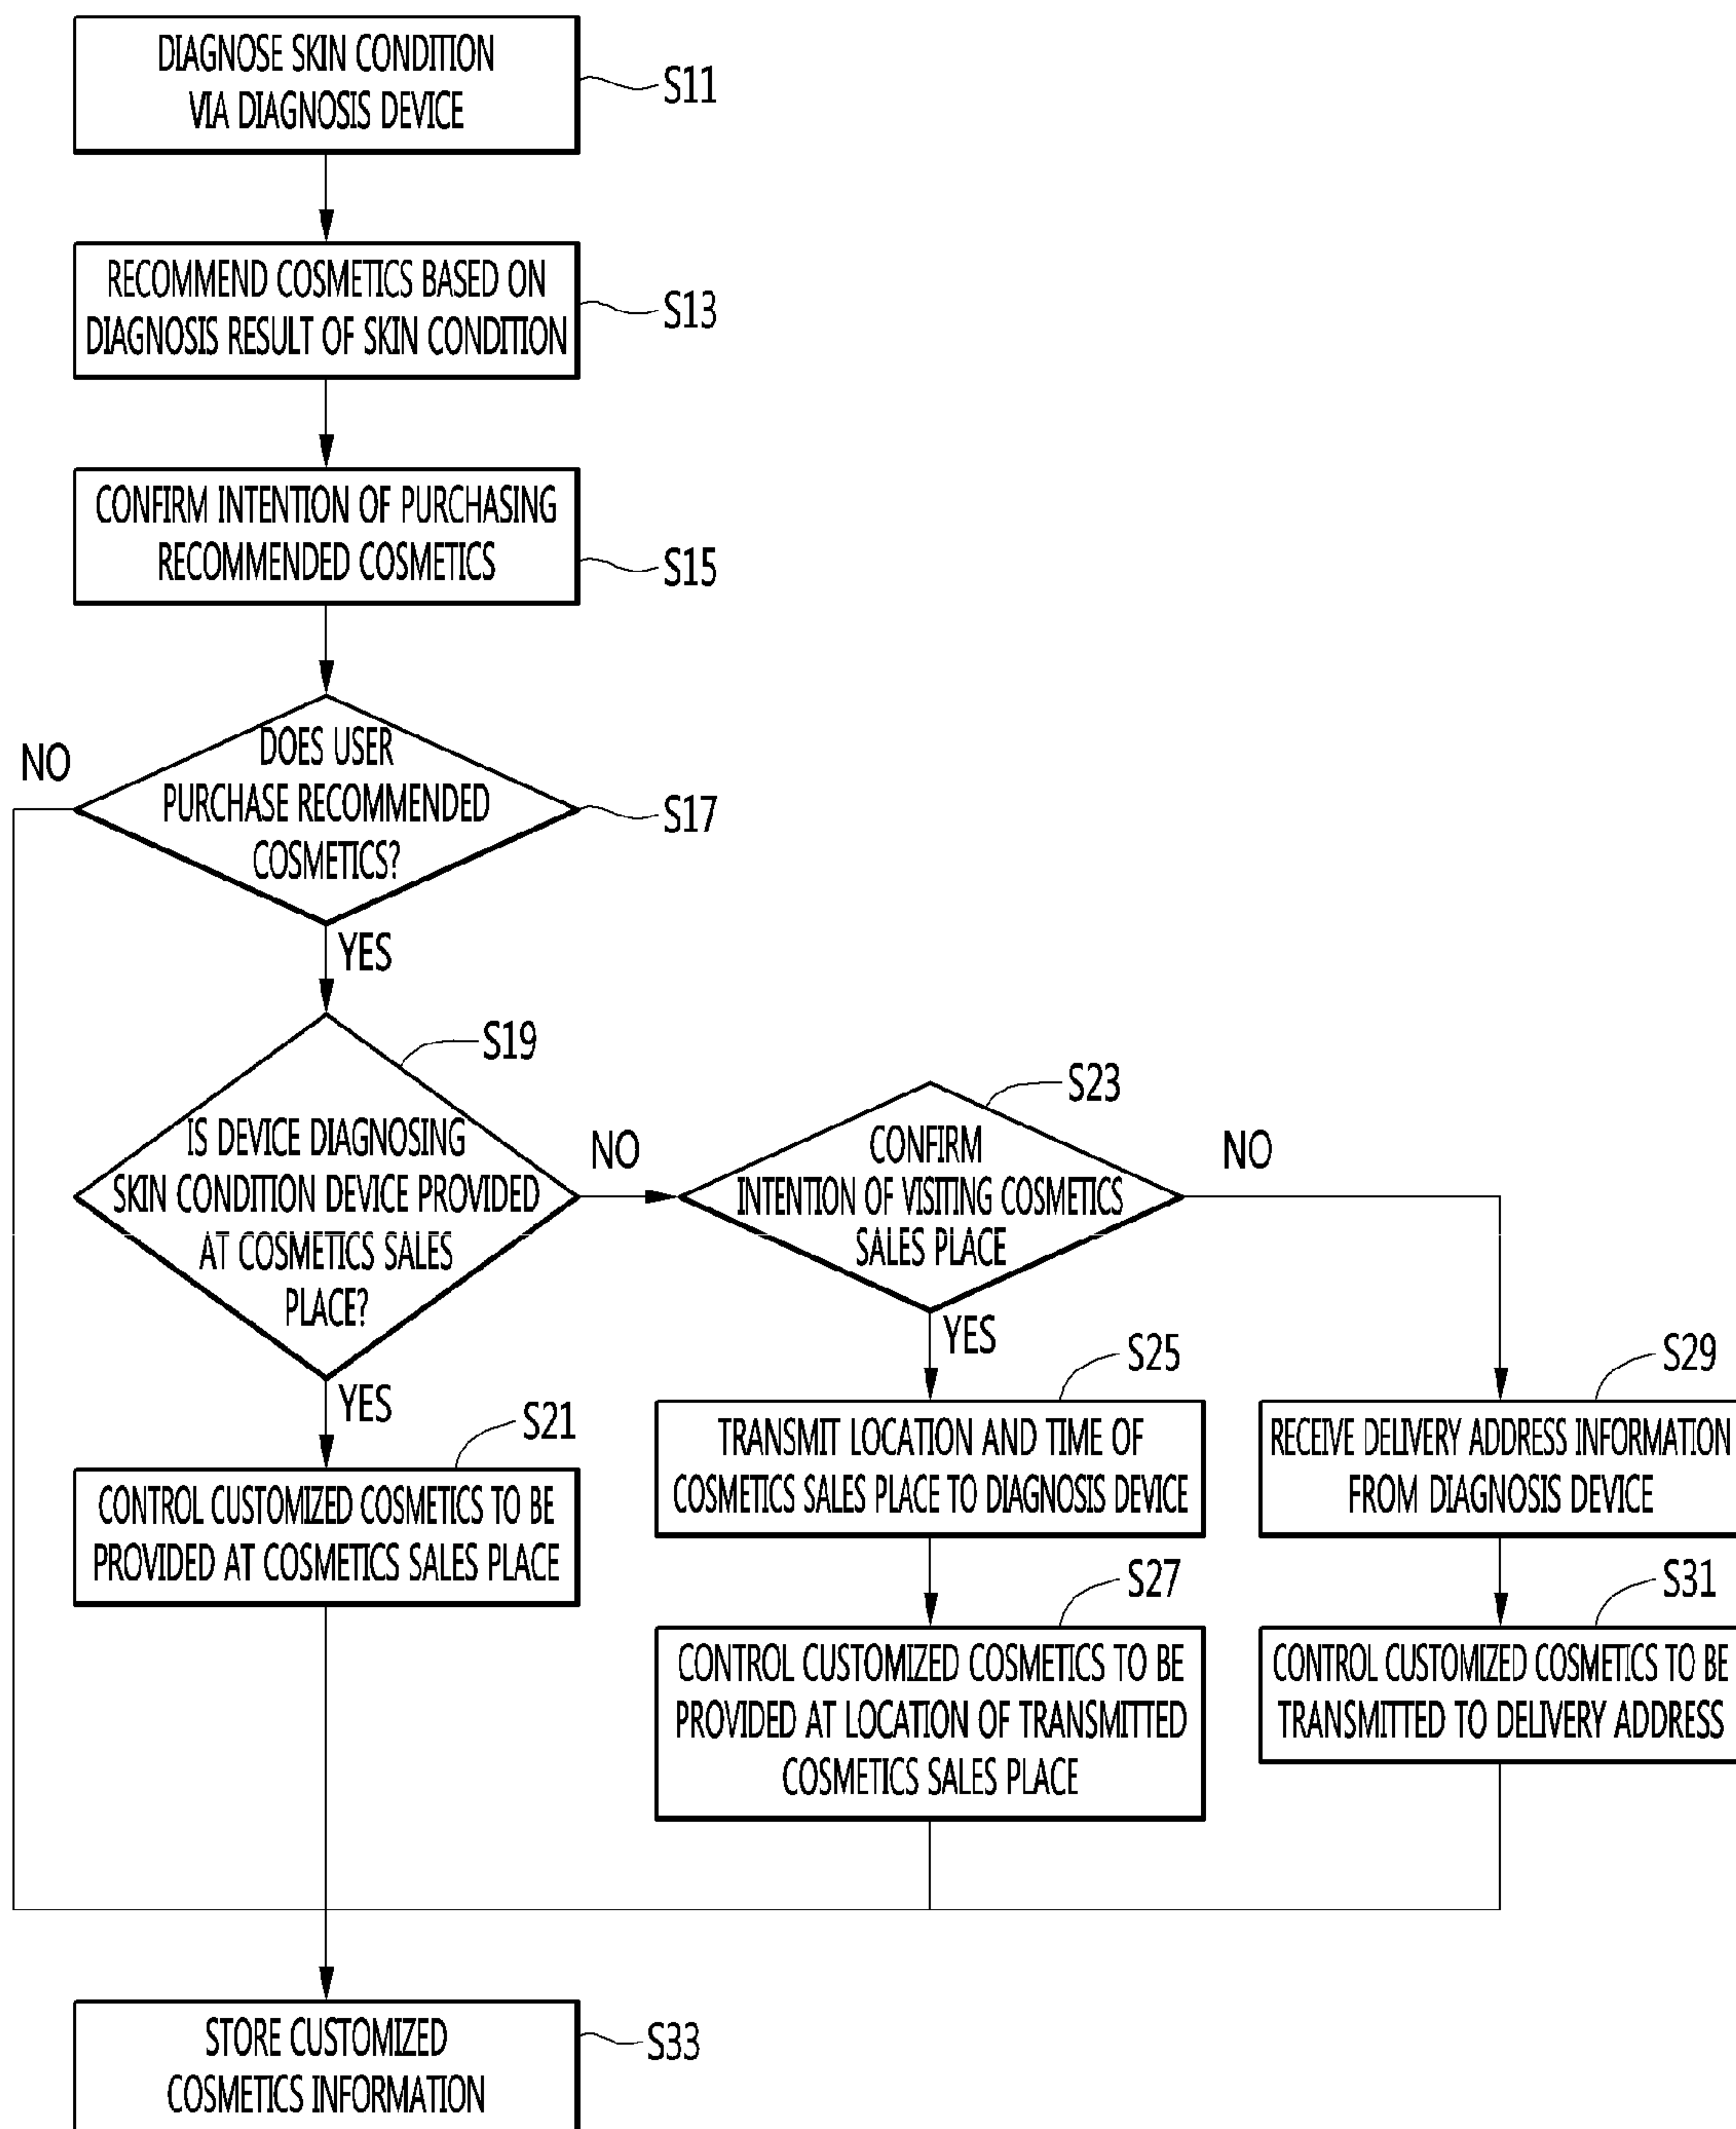 DIAGNOSE SKIN CONDITION
VIA DIAGNOSIS DEVICE
S11
RECOMMEND COSMETICS BASED ON
DIAGNOSIS RESULT OF SKIN CONDITION
S13
CONFIRM INTENTION OF PURCHASING
RECOMMENDED COSMETICS
S15
NO
DOES USER
PURCHASE RECOMMENDED
COSMETICS?
S17
YES
S19
IS DEVICE DIAGNOSING
SKIN CONDITION DEVICE PROVIDED
AT COSMETICS SALES
PLACE?
NO
S23
CONFIRM
INTENTION OF VISITING COSMETICS
SALES PLACE
NO
YES
S21
CONTROL CUSTOMIZED COSMETICS TO BE
PROVIDED AT COSMETICS SALES PLACE
YES
S25
TRANSMIT LOCATION AND TIME OF
COSMETICS SALES PLACE TO DIAGNOSIS DEVICE
S27
CONTROL CUSTOMIZED COSMETICS TO BE
PROVIDED AT LOCATION OF TRANSMITTED
COSMETICS SALES PLACE
S29
RECEIVE DELIVERY ADDRESS INFORMATION
FROM DIAGNOSIS DEVICE
S31
CONTROL CUSTOMIZED COSMETICS TO BE
TRANSMITTED TO DELIVERY ADDRESS
STORE CUSTOMIZED
COSMETICS INFORMATION
S33